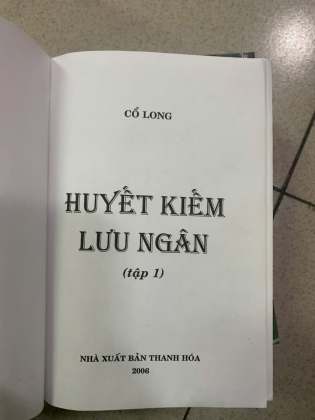 CỔ LONG
HUYẾT KIẾM
LƯU NGÂN
(tập 1)
NHÀ XUẤT BẢN THANH HÓA
2006